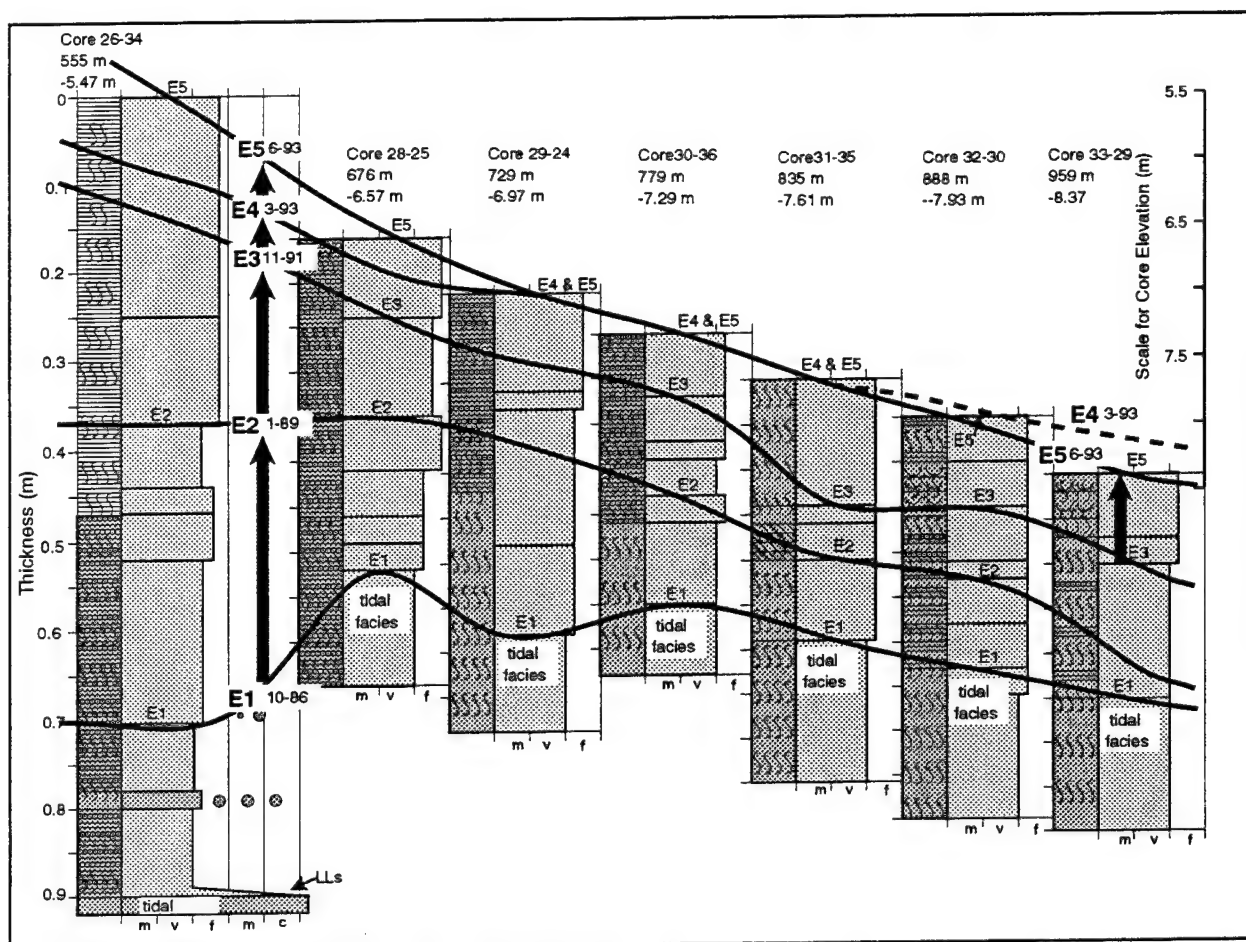 Core 26-34
555 m
-5.47 m
Core 28-25
676 m
-6.57 m
Core 29-24
729 m
-6.97 m
Core30-36
779 m
-7.29 m
Core31-35
835 m
-7.61 m
Core 32-30
888 m
--7.93 m
Core 33-29
959 m
-8.37
5.5
6.5
7.5
Scale for Core Elevation (m)
Thickness (m)
0
0.1
0.2
0.3
0.4
0.5
0.6
0.7
0.8
0.9
E5
E2
E1
tidal
LLs
m v f m c
E5 6-93
E4 3-93
E3 11-91
E2 1-89
E1 10-86
E5
E3
E2
E1
tidal
facies
m v f
E4 & E5
E1
tidal
facies
m v f
E4 & E5
E3
E2
E1
tidal
facies
m v f
E4 & E5
E3
E2
E1
tidal
facies
m v f
E5
E3
E2
E1
tidal
facies
m v f
E4 3-93
E5 6-93
E5
E3
E1
tidal
facies
m v f